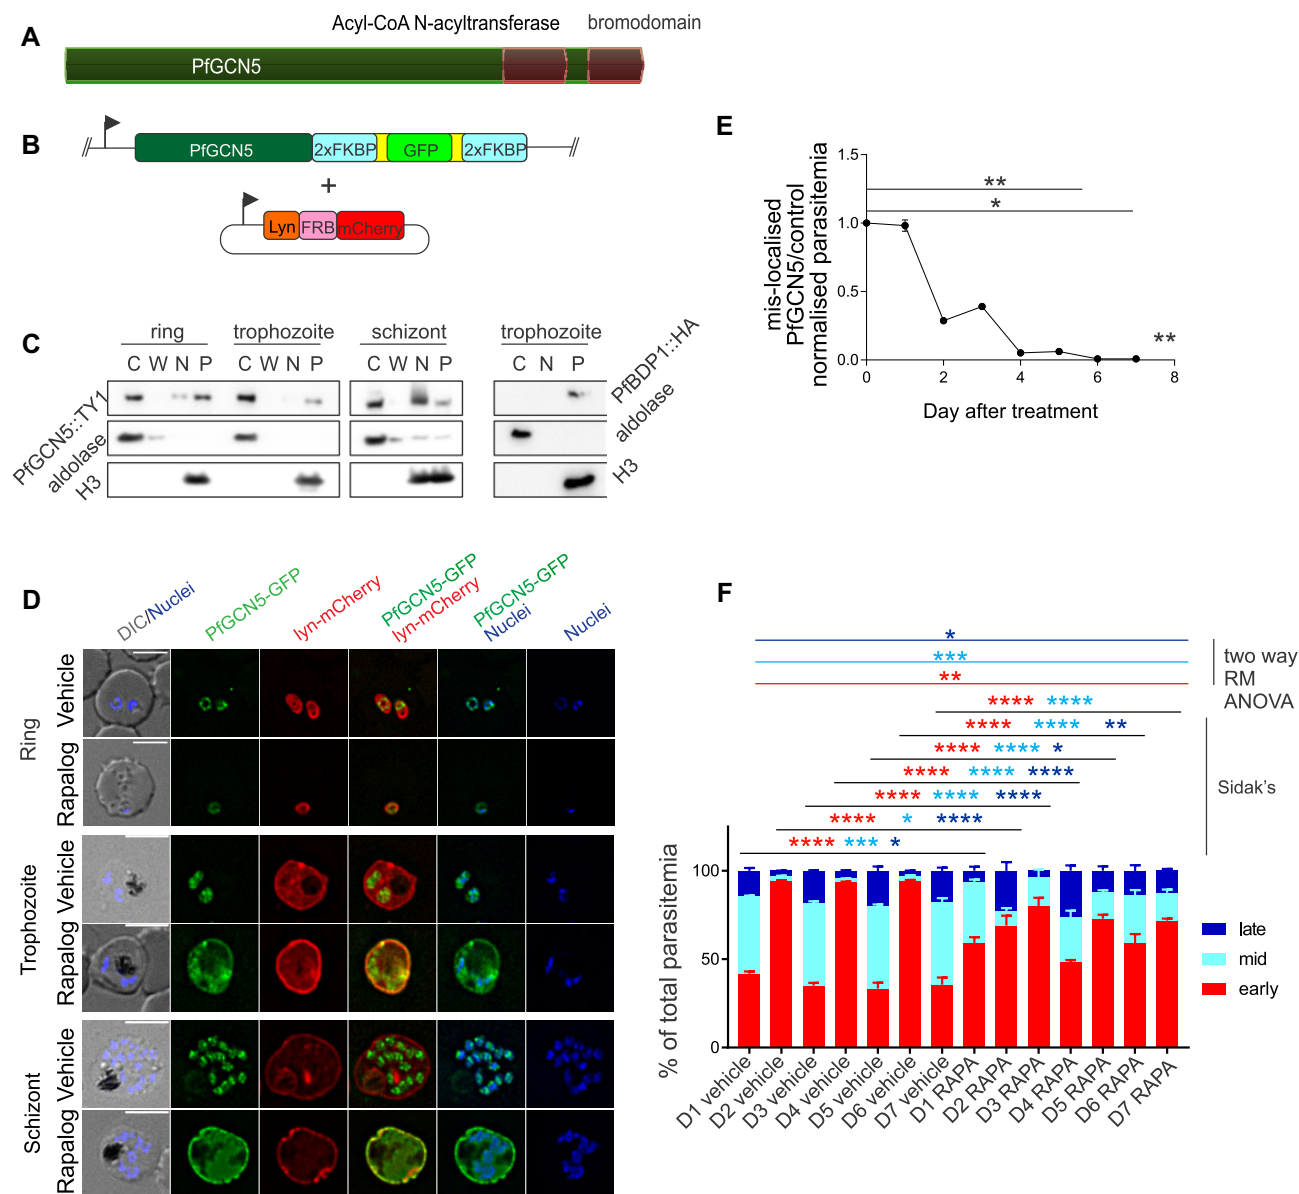 A
Acyl-CoA N-acyltransferase
bromodomain
PfGCN5
B
PfGCN5
2xFKBP
GFP
2xFKBP
+
Lyn
FRB
mCherry
C
ring
trophozoite
schizont
trophozoite
C W N P
C W N P
C W N P
C N P
PfGCN5::TY1
aldolase
H3
PfBDP1::HA
aldolase
H3
D
DIC/Nuclei
PfGCN5-GFP
lyn-mCherry
PfGCN5-GFP
lyn-mCherry
PfGCN5-GFP
Nuclei
Nuclei
Ring
Vehicle
Rapalog
Trophozoite
Vehicle
Rapalog
Schizont
Vehicle
Rapalog
E
mis-localised
PfGCN5/control
normalised parasitemia
1.5
1.0
0.5
0.0
0 2 4 6 8
**
*
**
Day after treatment
F
*
***
**
two way
RM
ANOVA
**** ****
**** **** **
**** **** *
**** **** ****
**** **** ****
**** * ****
**** *** *
Sidak's
% of total parasitemia
100
50
0
late
mid
early
D1 vehicle
D2 vehicle
D3 vehicle
D4 vehicle
D5 vehicle
D6 vehicle
D7 vehicle
D1 RAPA
D2 RAPA
D3 RAPA
D4 RAPA
D5 RAPA
D6 RAPA
D7 RAPA